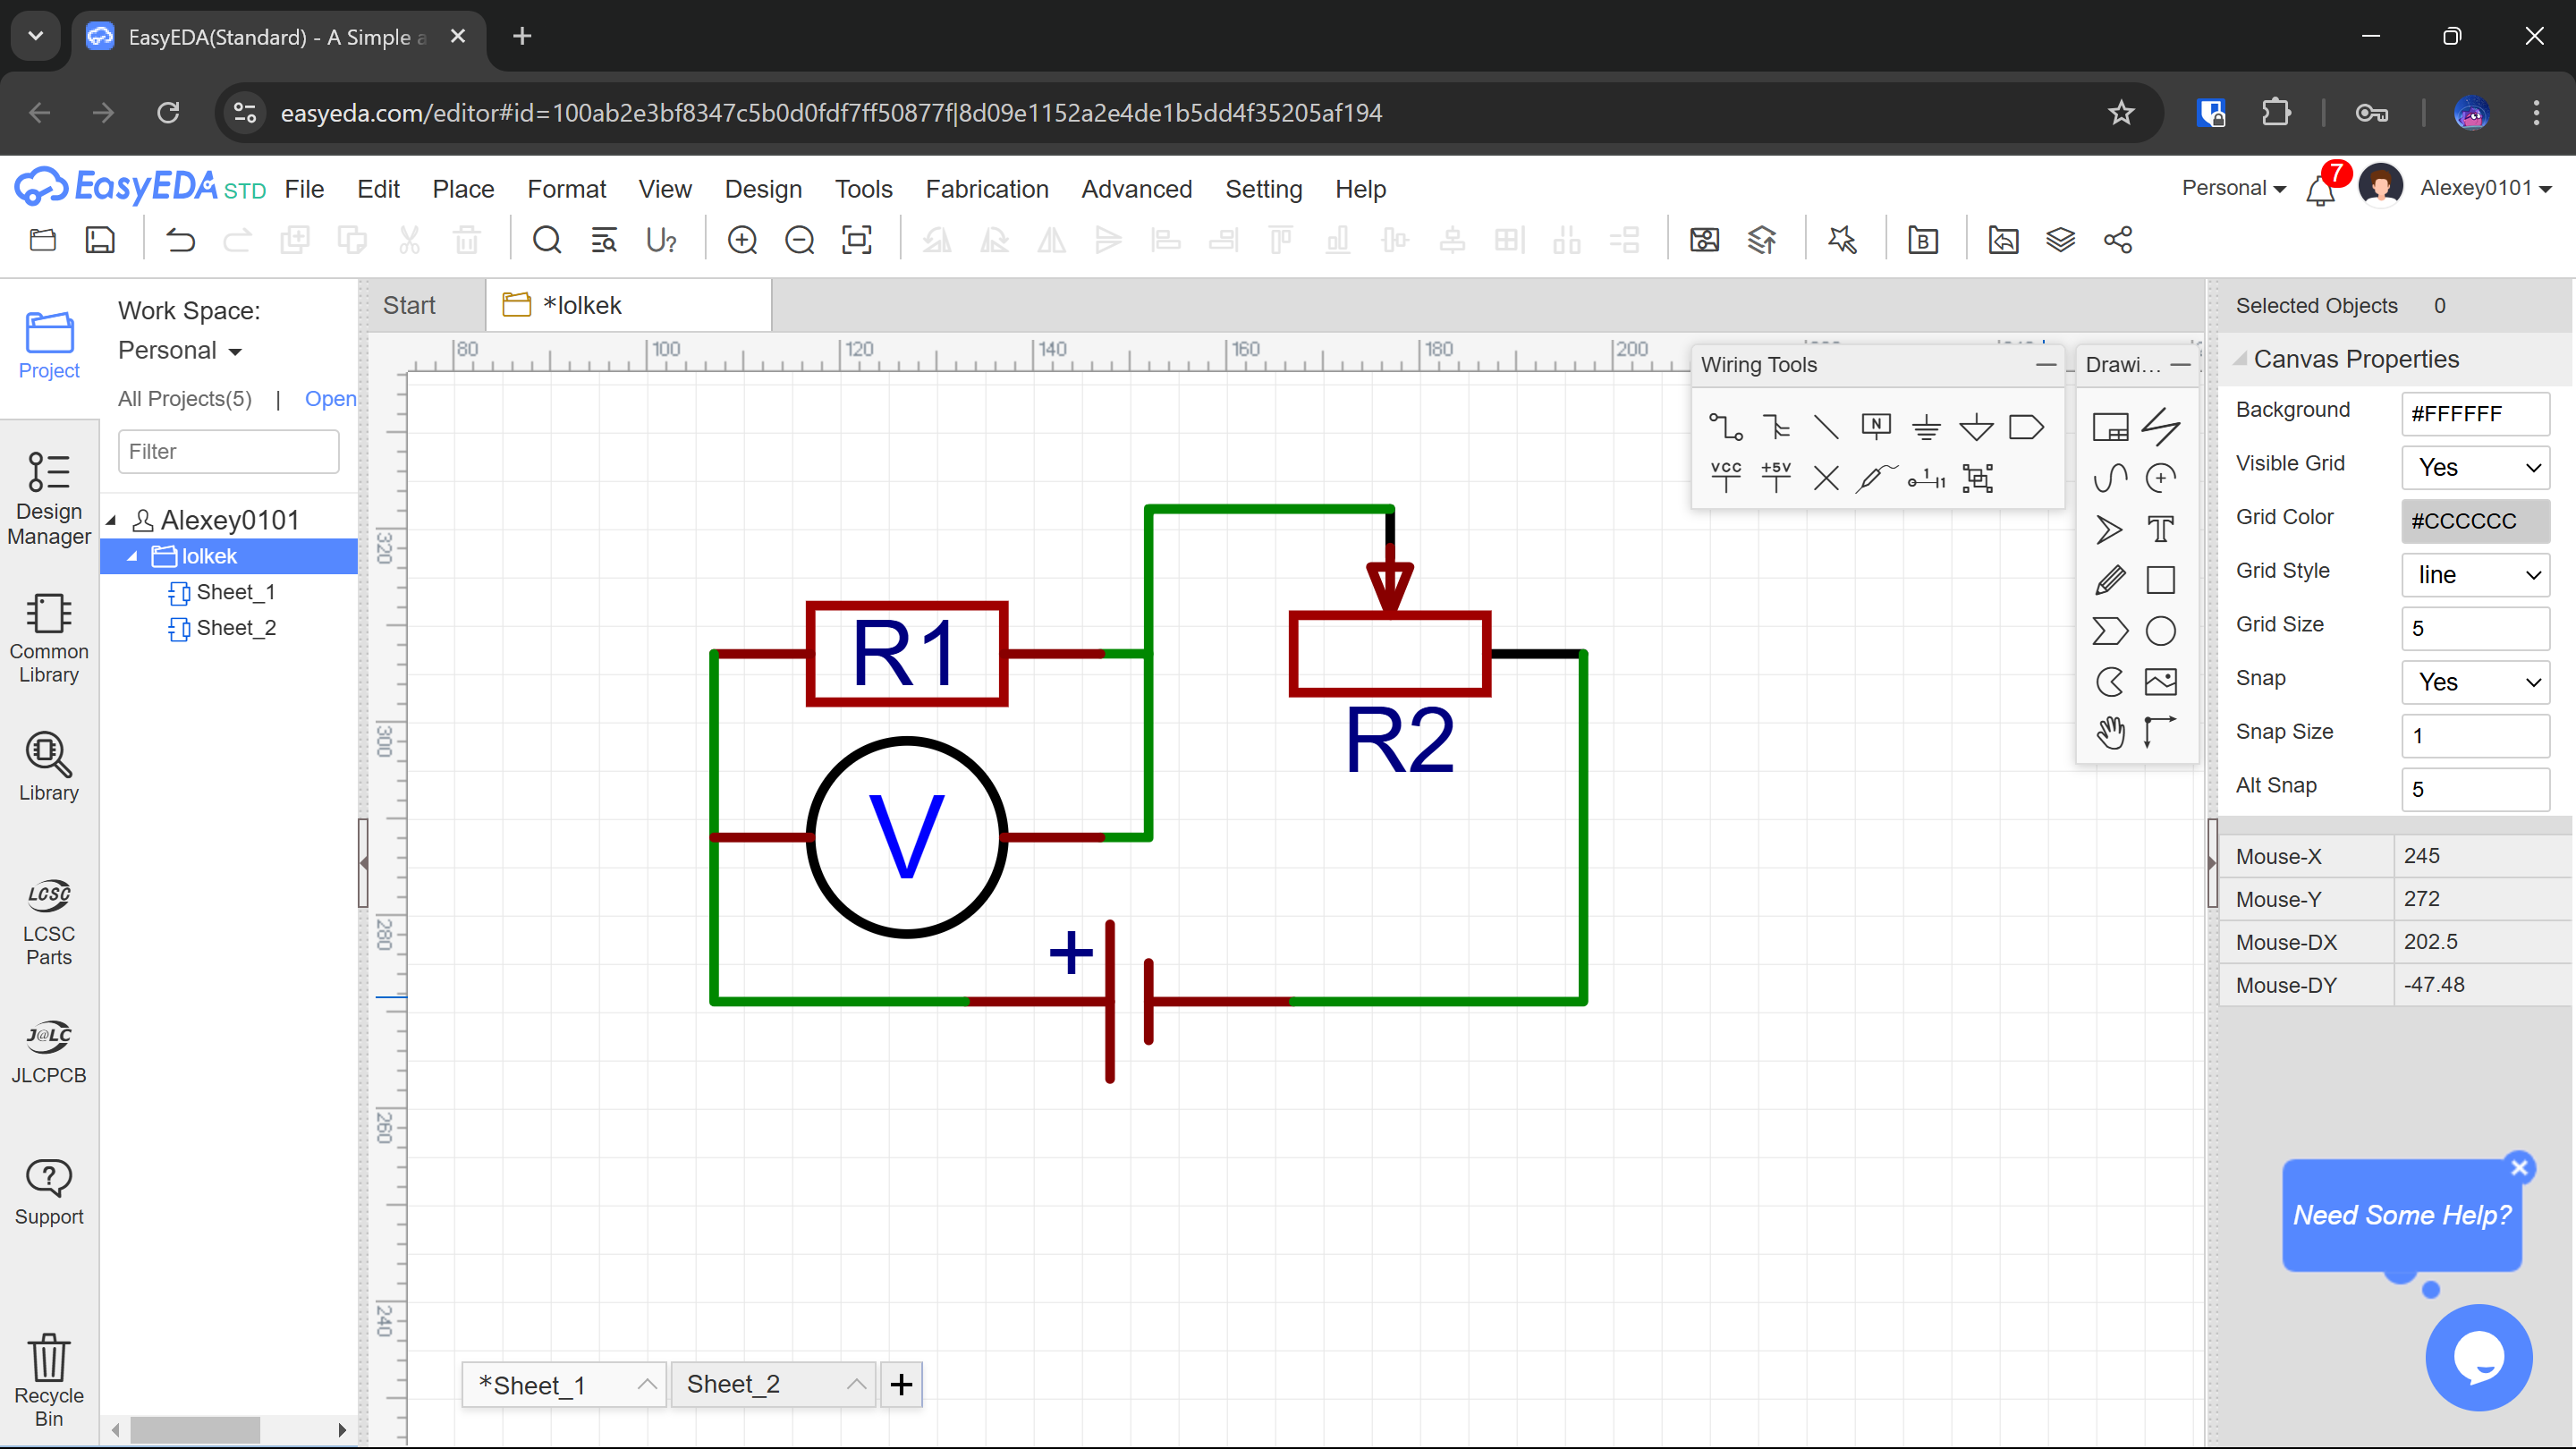 EasyEDA(Standard) - A Simple a
easyeda.com/editor#id=100ab2e3bf8347c5b0d0fdf7ff50877f|8d09e1152a2e4de1b5dd4f35205af194
EasyEDA STD File Edit Place Format View Design Tools Fabrication Advanced Setting Help Personal 7 Alexey0101
U? B
Project
Design Manager
Common Library
Library
LCSC
LCSC Parts
J@LC
JLCPCB
Support
Recycle Bin
Work Space:
Personal
All Projects(5) | Open
Filter
Alexey0101
lolkek
Sheet_1
Sheet_2
Start *lolkek
80 100 120 140 160 180 200
320
300
280
260
240
R1
R2
V
+
Wiring Tools
N
VCC +5V 1 1
Drawi...
T
*Sheet_1 Sheet_2 +
Selected Objects 0
Canvas Properties
Background #FFFFFF
Visible Grid Yes
Grid Color #CCCCCC
Grid Style line
Grid Size 5
Snap Yes
Snap Size 1
Alt Snap 5
Mouse-X 245
Mouse-Y 272
Mouse-DX 202.5
Mouse-DY -47.48
Need Some Help?